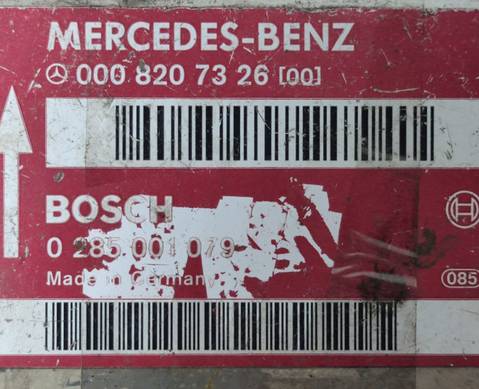 MERCEDES-BENZ
000 820 73 26 [00]
BOSCH
0 285 001 079
Made in Germany
085